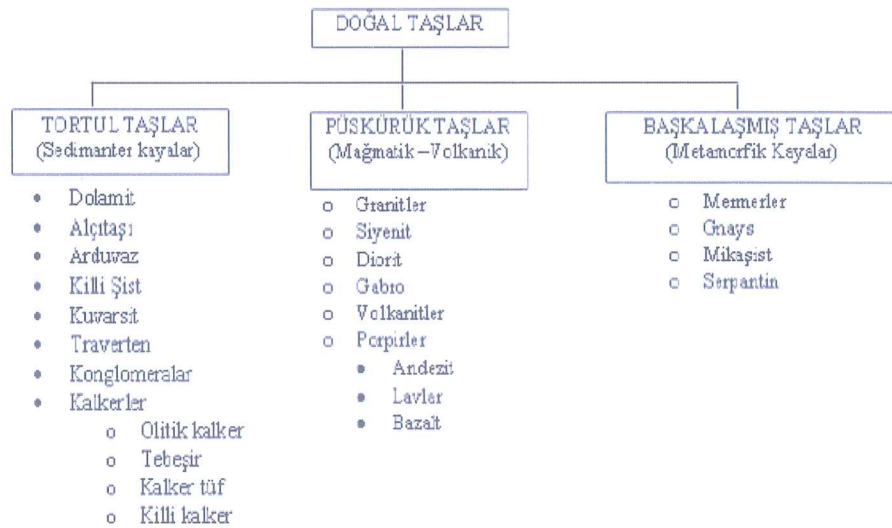 DOĞAL TAŞLAR
TORTUL TAŞLAR
(Sedimanter kayalar)
Dolamit
Alçıtaşı
Arduvaz
Killi Şist
Kuvarsit
Traverten
Konglomeralar
Kalkerler
Olitik kalker
Tebeşir
Kalker tüf
Killi kalker
PÜSKÜRÜK TAŞLAR
(Mağmatik–Volkanik)
Granitler
Siyenit
Diorit
Gabro
Volkanitler
Porpirler
Andezit
Lavlar
Bazalt
BAŞKALAŞMIŞ TAŞLAR
(Metamorfik Kayalar)
Mermerler
Gnays
Mikaşist
Serpantin